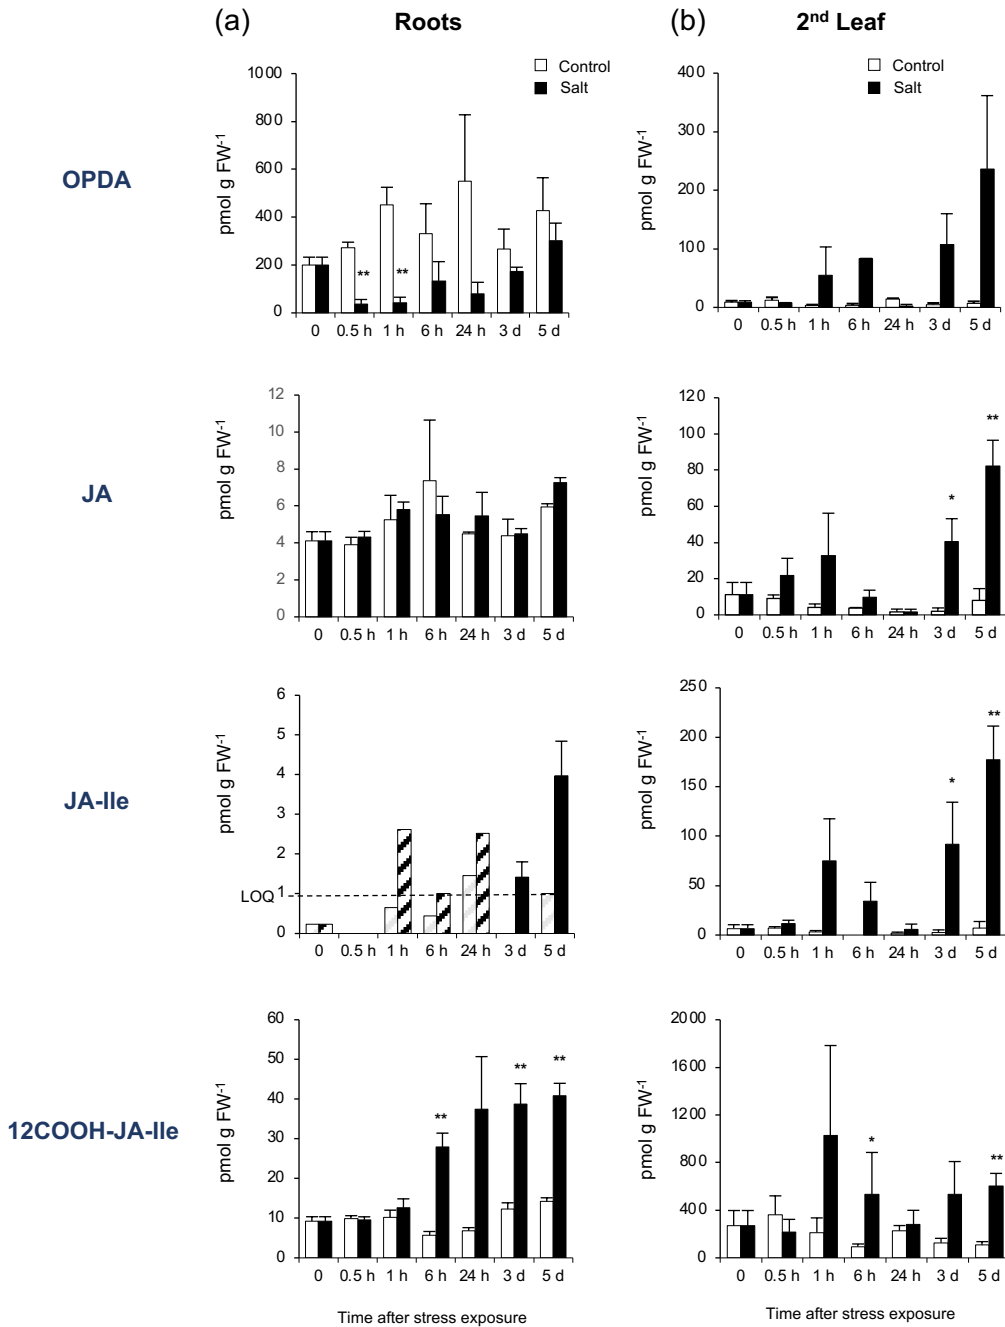 (a) Roots (b) 2nd Leaf
Control
Salt
Control
Salt
OPDA
pmol g FW-1
1000
800
600
400
200
0
** **
0 0.5 h 1 h 6 h 24 h 3 d 5 d
pmol g FW-1
400
300
200
100
0
0 0.5 h 1 h 6 h 24 h 3 d 5 d
JA
pmol g FW-1
12
10
8
6
4
2
0
0 0.5 h 1 h 6 h 24 h 3 d 5 d
pmol g FW-1
120
100
80
60
40
20
0
* **
0 0.5 h 1 h 6 h 24 h 3 d 5 d
JA-Ile
pmol g FW-1
6
5
4
3
2
1
0
LOQ
0 0.5 h 1 h 6 h 24 h 3 d 5 d
pmol g FW-1
250
200
150
100
50
0
* **
0 0.5 h 1 h 6 h 24 h 3 d 5 d
12COOH-JA-Ile
pmol g FW-1
60
50
40
30
20
10
0
** ** **
0 0.5 h 1 h 6 h 24 h 3 d 5 d
Time after stress exposure
pmol g FW-1
2000
1600
1200
800
400
0
* **
0 0.5 h 1 h 6 h 24 h 3 d 5 d
Time after stress exposure